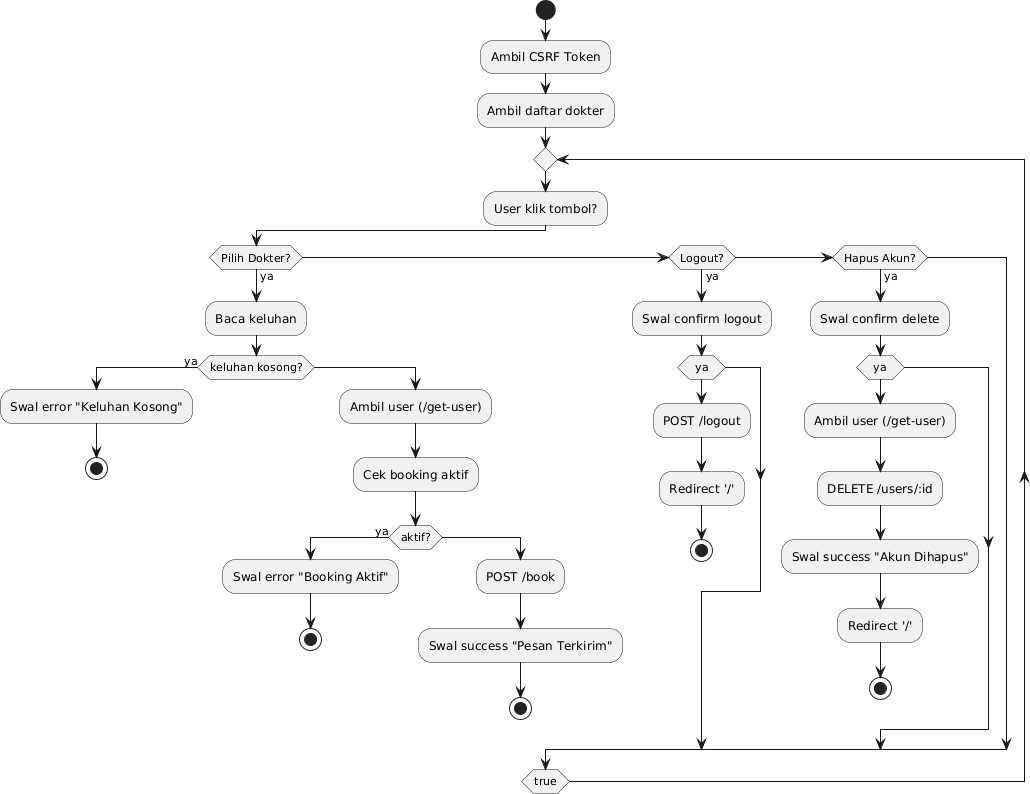 Ambil CSRF Token
Ambil daftar dokter
User klik tombol?
Pilih Dokter?
ya
Baca keluhan
keluhan kosong?
ya
Swal error "Keluhan Kosong"
Ambil user (/get-user)
Cek booking aktif
aktif?
ya
Swal error "Booking Aktif"
POST /book
Swal success "Pesan Terkirim"
Logout?
ya
Swal confirm logout
ya
POST /logout
Redirect '/'
Hapus Akun?
ya
Swal confirm delete
ya
Ambil user (/get-user)
DELETE /users/:id
Swal success "Akun Dihapus"
Redirect '/'
true